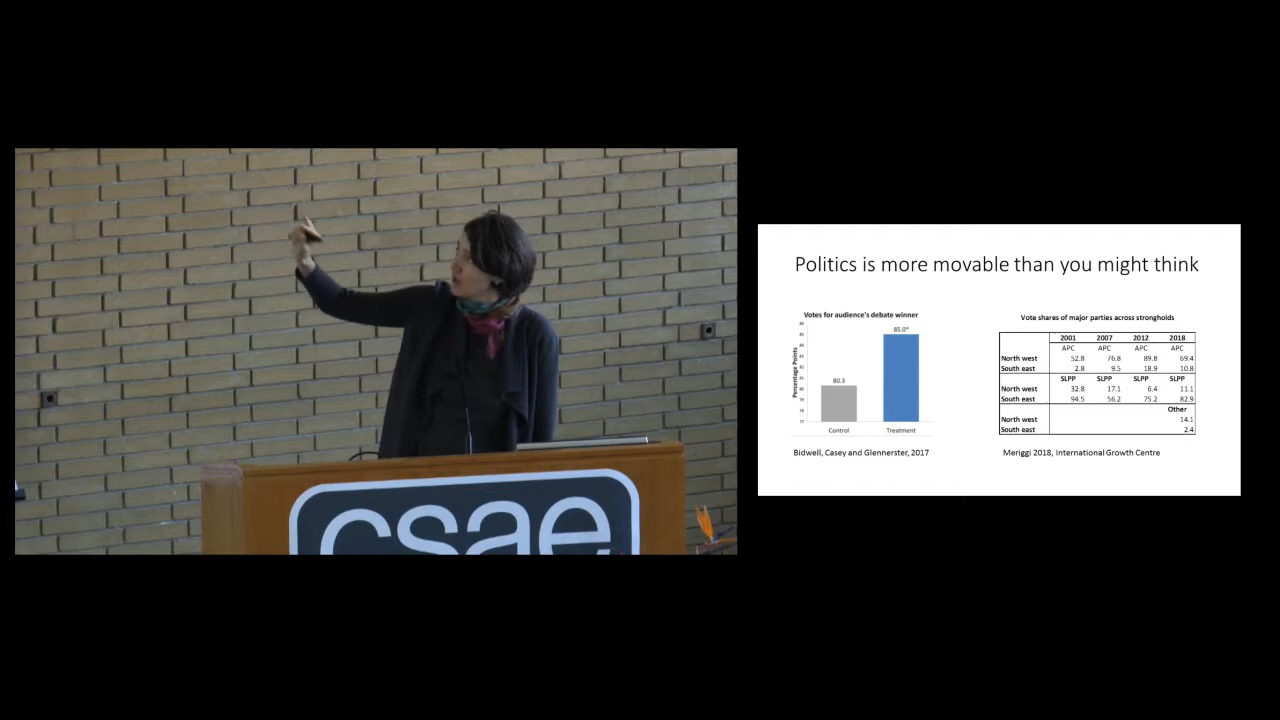 csae
Politics is more movable than you might think
Votes for audience's debate winner
Percentage Points
85.0*
80.3
77
Control Treatment
Bidwell, Casey and Glennerster, 2017
Vote shares of major parties across strongholds
2001 2007 2012 2018
APC APC APC APC
North west 52.8 76.8 89.8 69.4
South east 2.8 9.5 18.9 10.8
SLPP SLPP SLPP SLPP
North west 32.8 17.1 6.4 11.1
South east 94.5 56.2 75.2 82.9
Other
North west 14.1
South east 2.4
Meriggi 2018, International Growth Centre